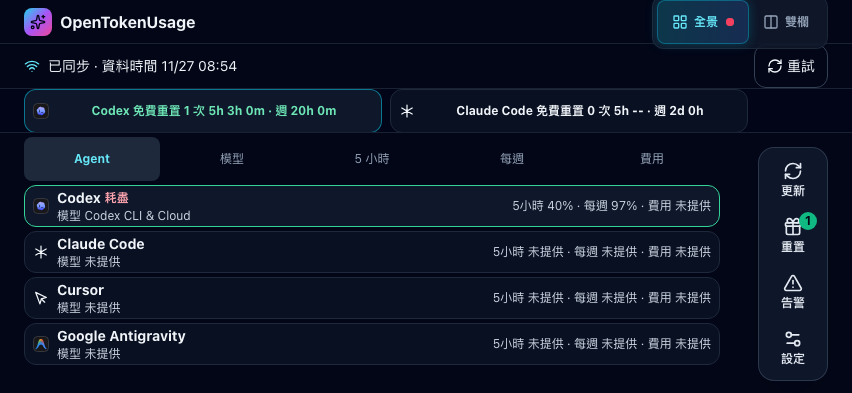 OpenTokenUsage
全景
雙欄
已同步 · 資料時間 11/27 08:54
重試
Codex 免費重置 1 次 5h 3h 0m · 週 20h 0m
Claude Code 免費重置 0 次 5h -- · 週 2d 0h
Agent
模型
5 小時
每週
費用
Codex 耗盡
模型 Codex CLI & Cloud
5小時 40% · 每週 97% · 費用 未提供
Claude Code
模型 未提供
5小時 未提供 · 每週 未提供 · 費用 未提供
Cursor
模型 未提供
5小時 未提供 · 每週 未提供 · 費用 未提供
Google Antigravity
模型 未提供
5小時 未提供 · 每週 未提供 · 費用 未提供
更新
1
重置
告警
設定